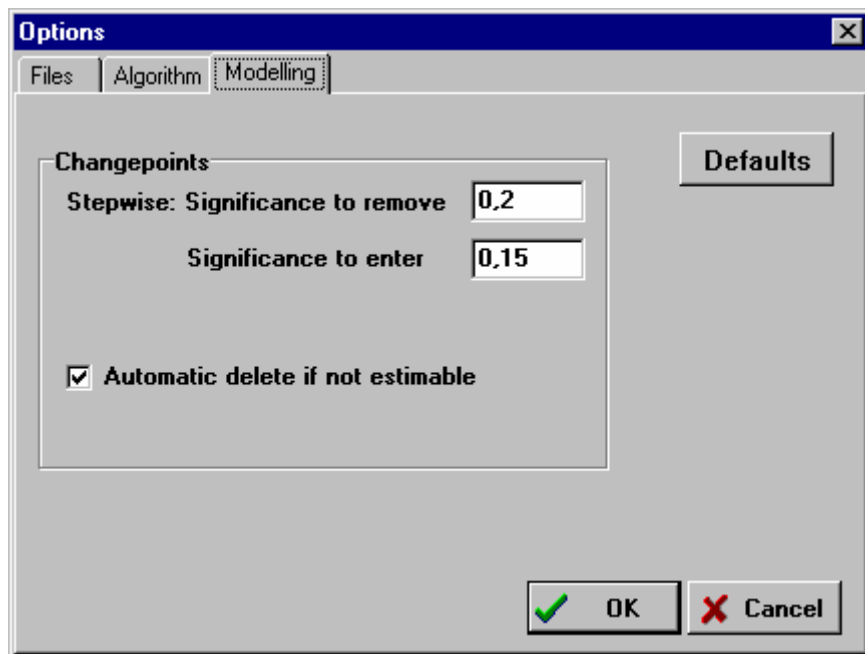 Options
Files Algorithm Modelling
Changepoints
Defaults
Stepwise: Significance to remove 0,2
Significance to enter 0,15
Automatic delete if not estimable
OK Cancel